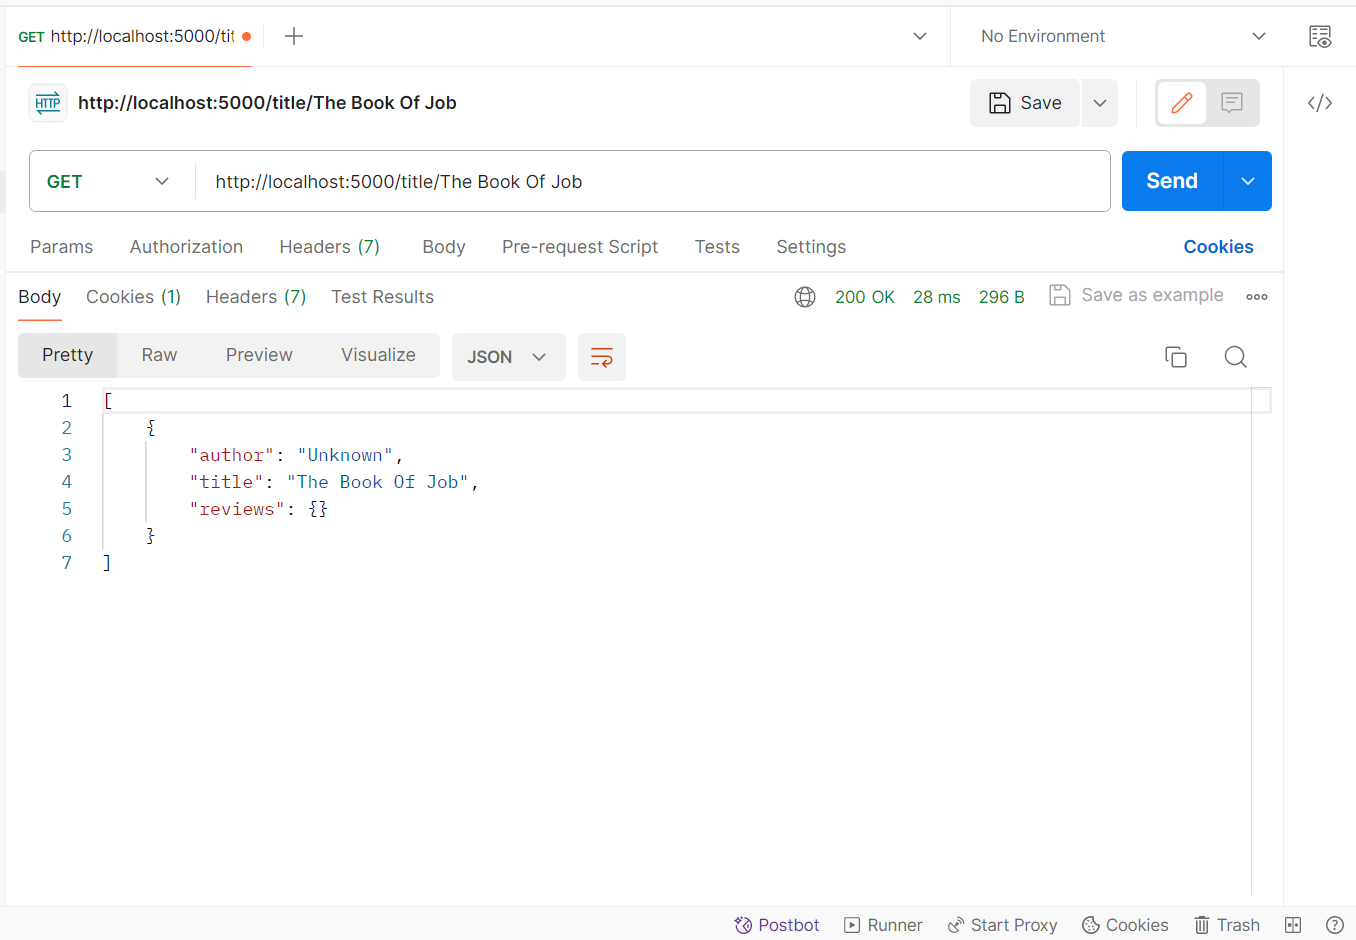 GET http://localhost:5000/tit
No Environment
HTTP http://localhost:5000/title/The Book Of Job
Save
GET http://localhost:5000/title/The Book Of Job
Send
Params Authorization Headers (7) Body Pre-request Script Tests Settings Cookies
Body Cookies (1) Headers (7) Test Results 200 OK 28 ms 296 B Save as example
Pretty Raw Preview Visualize JSON
1 [
2 {
3 "author": "Unknown",
4 "title": "The Book Of Job",
5 "reviews": {}
6 }
7 ]
Postbot Runner Start Proxy Cookies Trash